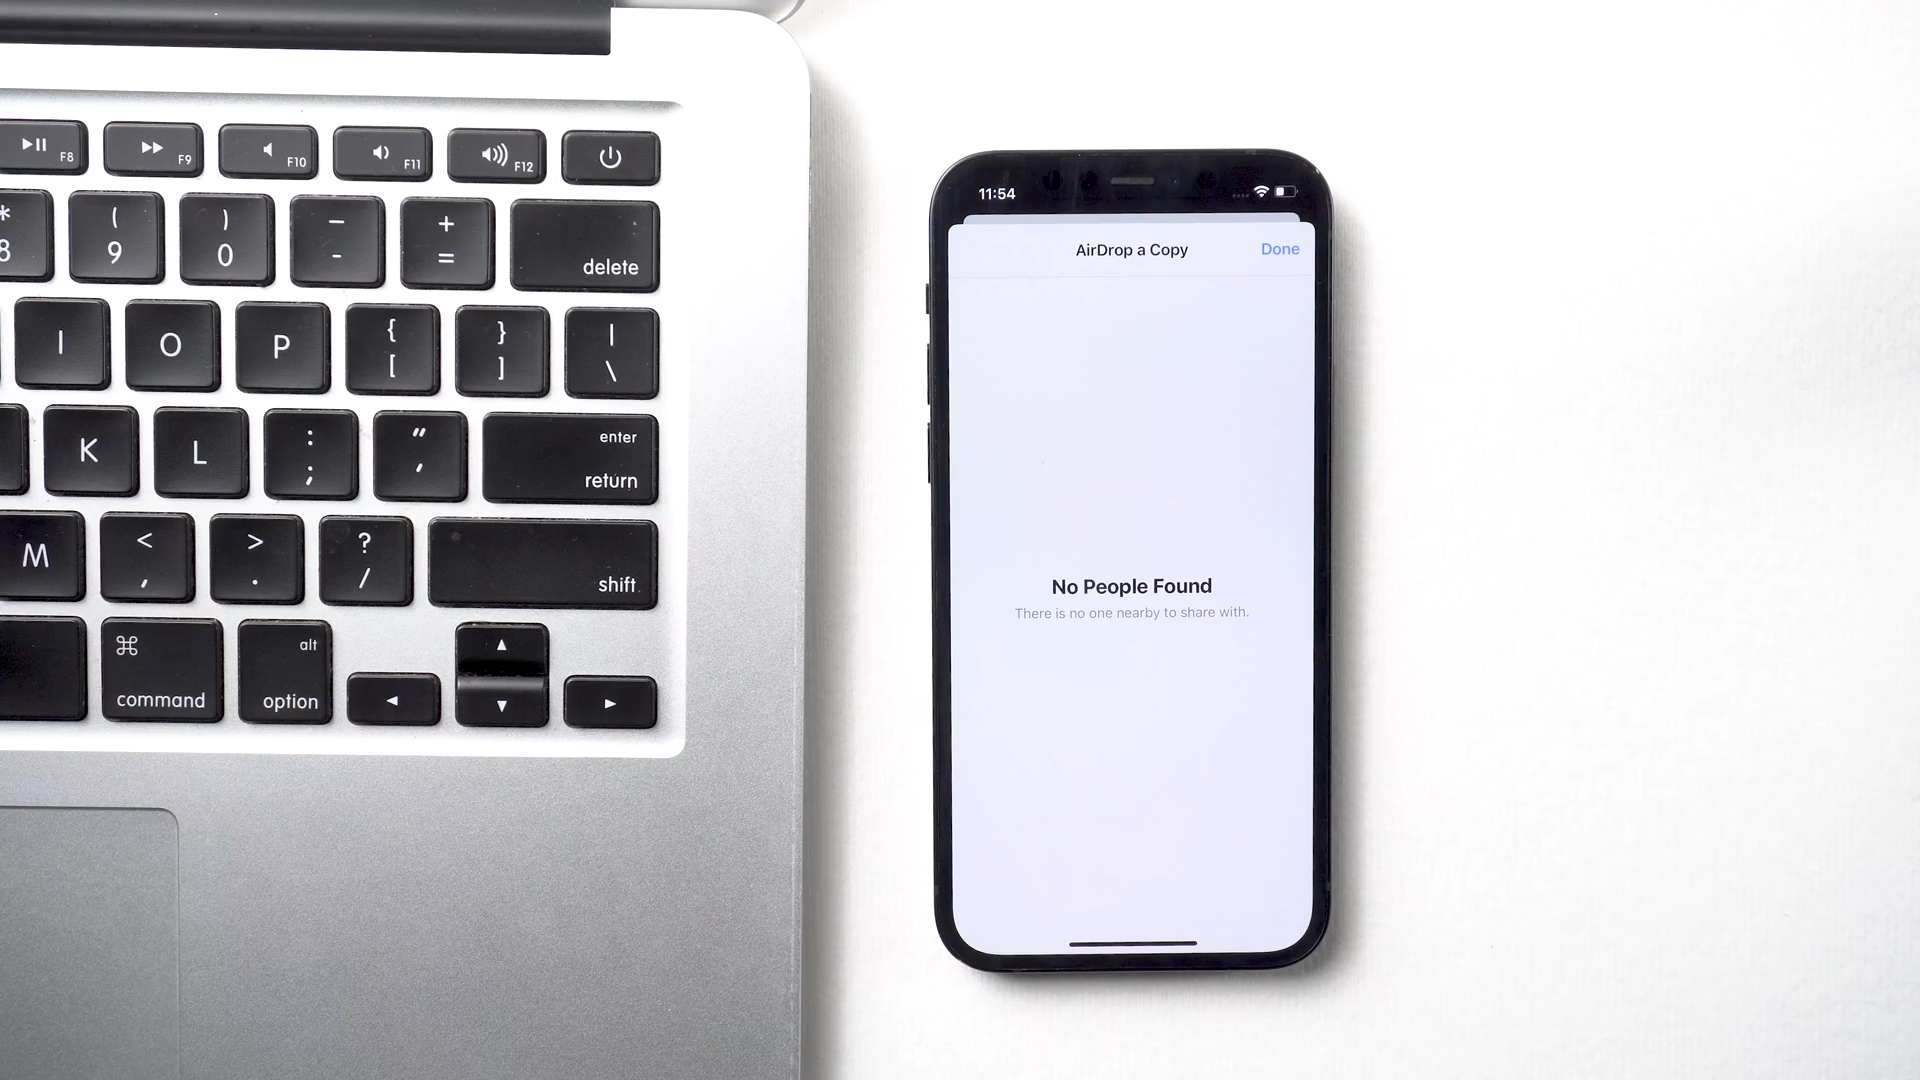 F8
F9
F10
F11
F12
*
8
(
9
)
0
_
-
+
=
delete
I
O
P
{
[
}
]
|
\
K
L
:
;
"
'
enter
return
M
<
,
>
.
?
/
shift
⌘
command
alt
option
11:54
AirDrop a Copy
Done
No People Found
There is no one nearby to share with.